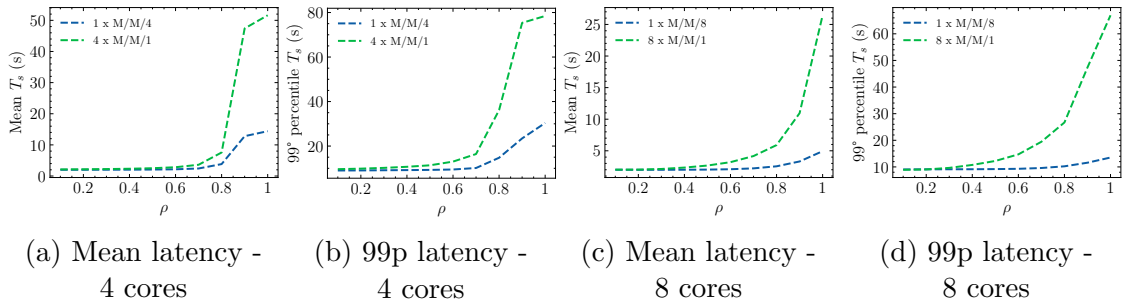 Mean T_s (s)
50
40
30
20
10
0
1 x M/M/4
4 x M/M/1
0.2
0.4
0.6
0.8
1
ρ
(a) Mean latency -
4 cores
99° percentile T_s (s)
80
60
40
20
1 x M/M/4
4 x M/M/1
0.2
0.4
0.6
0.8
1
ρ
(b) 99p latency -
4 cores
Mean T_s (s)
25
20
15
10
5
1 x M/M/8
8 x M/M/1
0.2
0.4
0.6
0.8
1
ρ
(c) Mean latency -
8 cores
99° percentile T_s (s)
60
50
40
30
20
10
1 x M/M/8
8 x M/M/1
0.2
0.4
0.6
0.8
1
ρ
(d) 99p latency -
8 cores